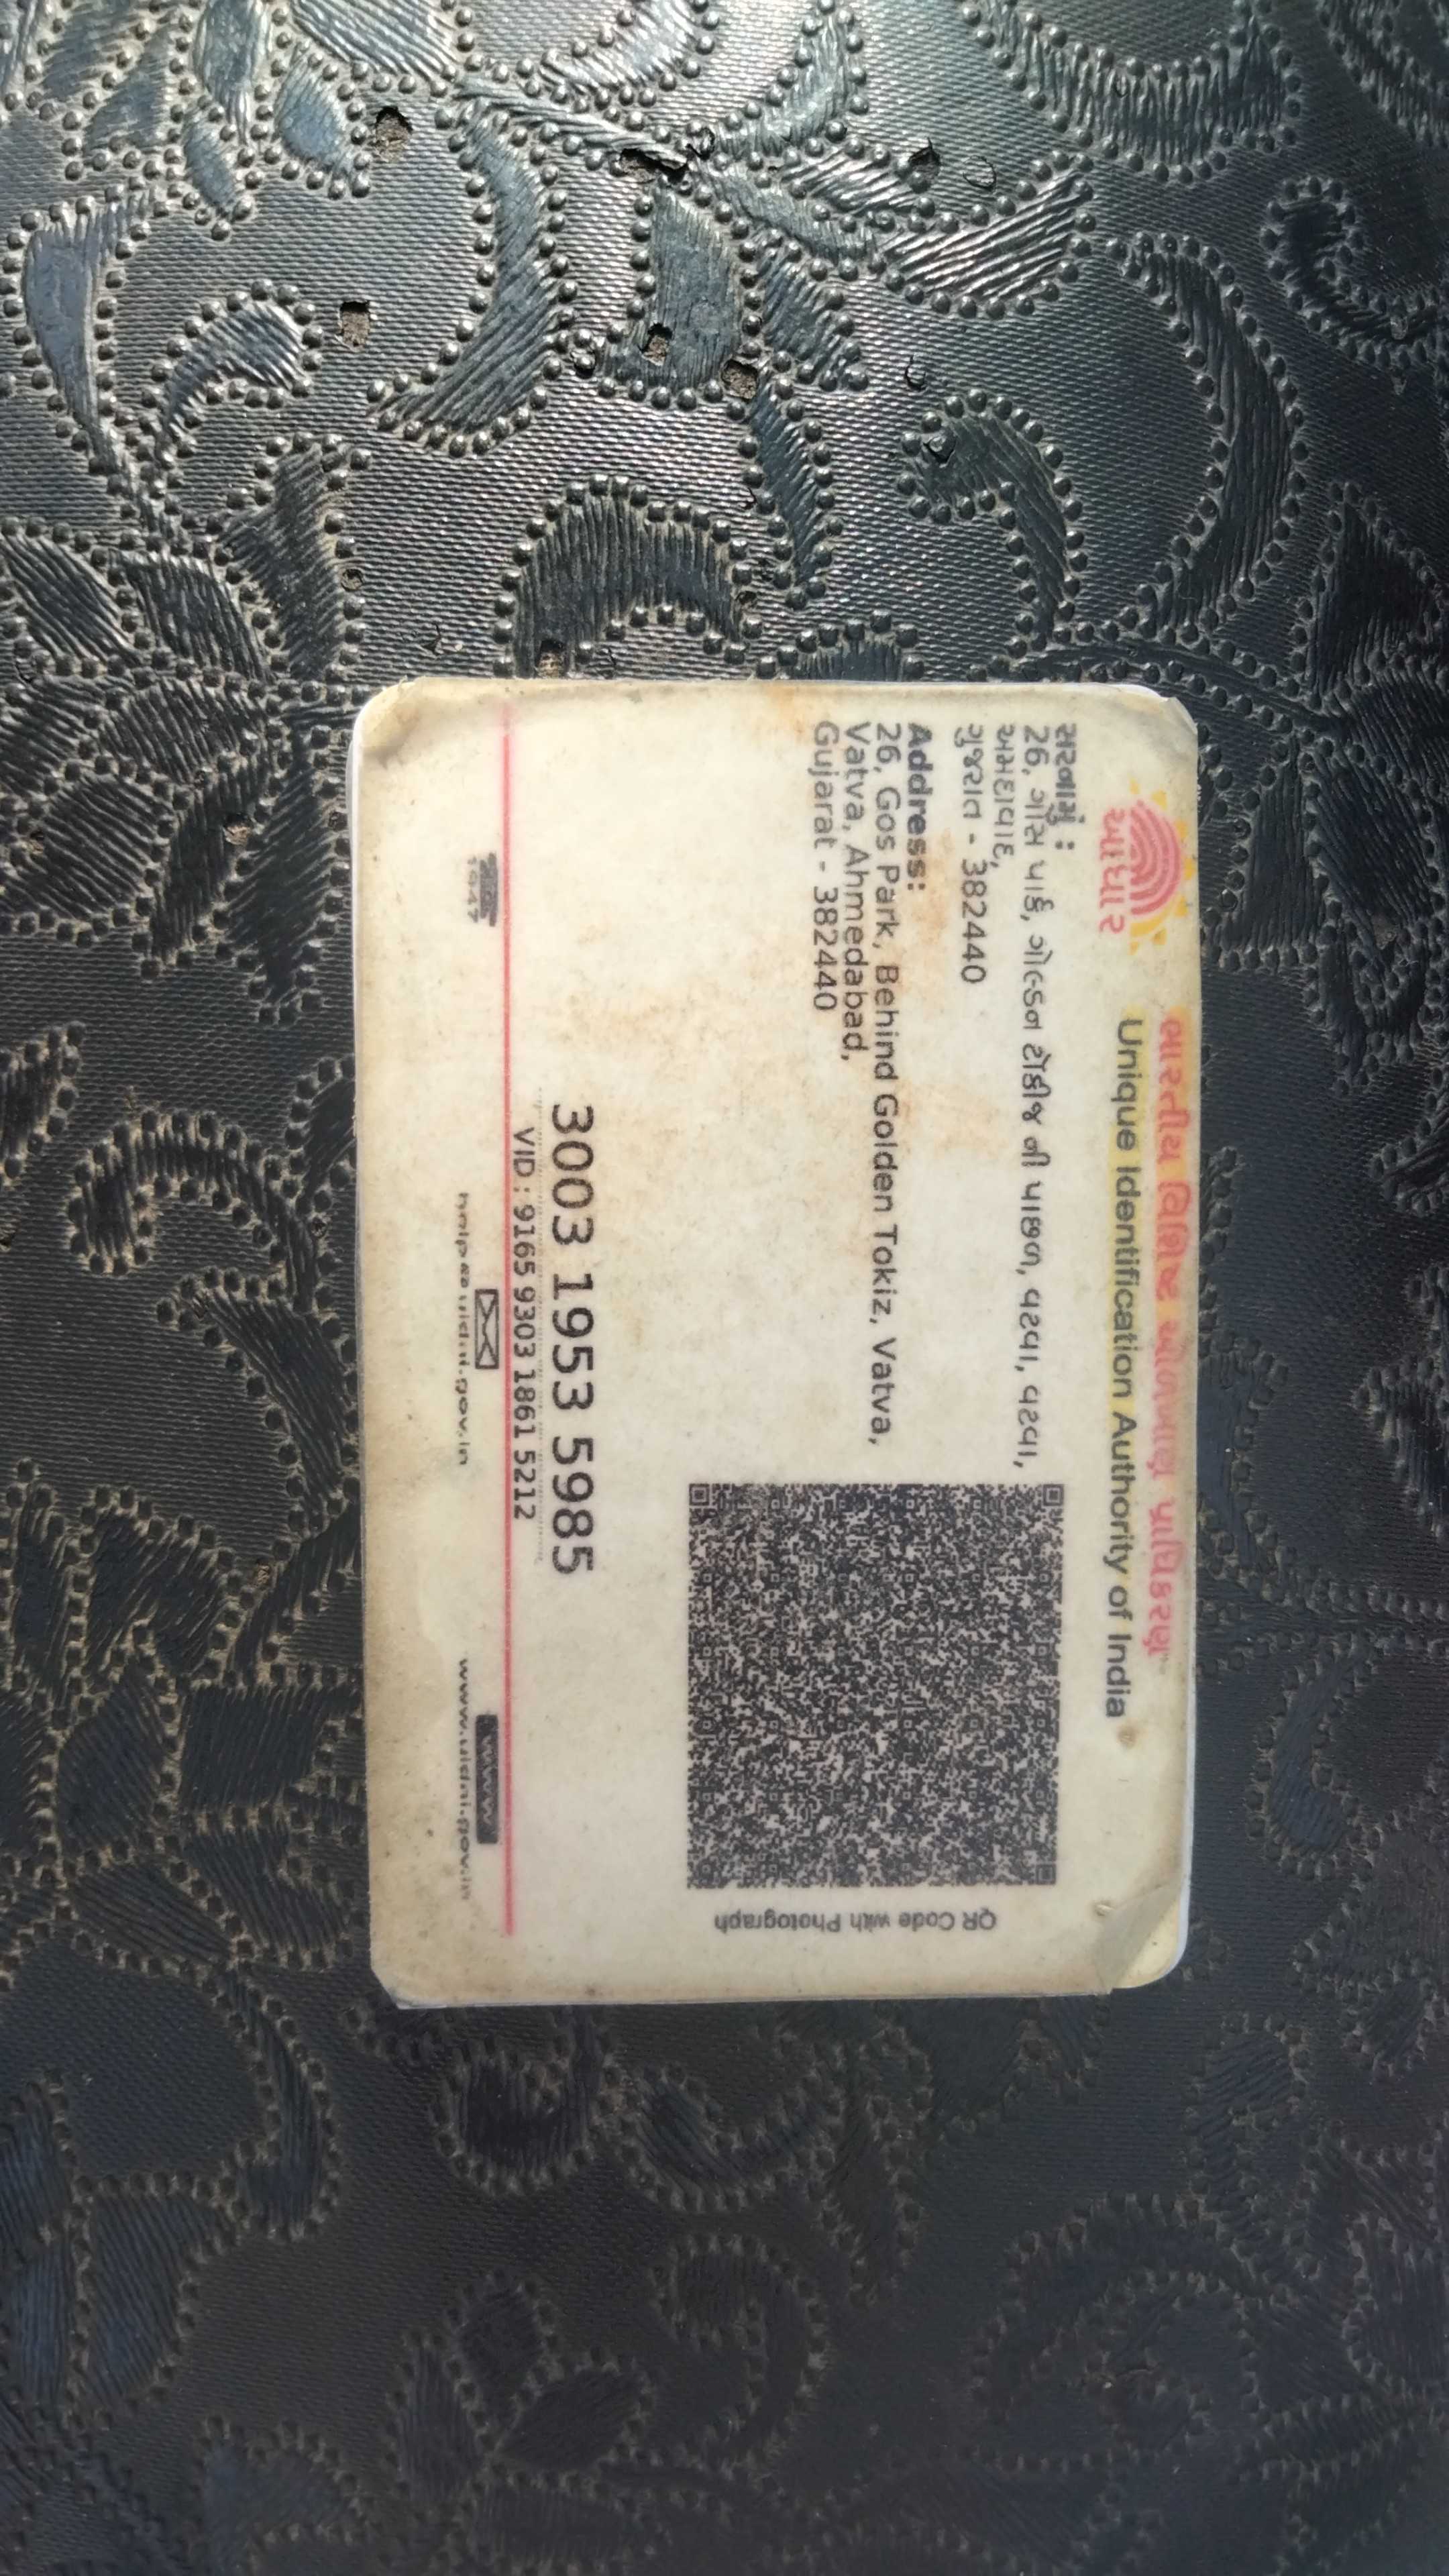 ભારતીય વિશિષ્ટ ઓળખાણ પ્રાધિકરણ
Unique Identification Authority of India
આધાર
સરનામું :
26, ગોસ પાર્ક, ગોલ્ડન ટોકીજ ની પાછળ, વટવા, વટવા,
અમદાવાદ,
ગુજરાત - 382440
Address:
26, Gos Park, Behind Golden Tokiz, Vatva,
Vatva, Ahmedabad,
Gujarat - 382440
QR Code with Photograph
3003 1953 5985
VID : 9165 9303 1861 5212
1947
help@uidai.gov.in
www
www.uidai.gov.in